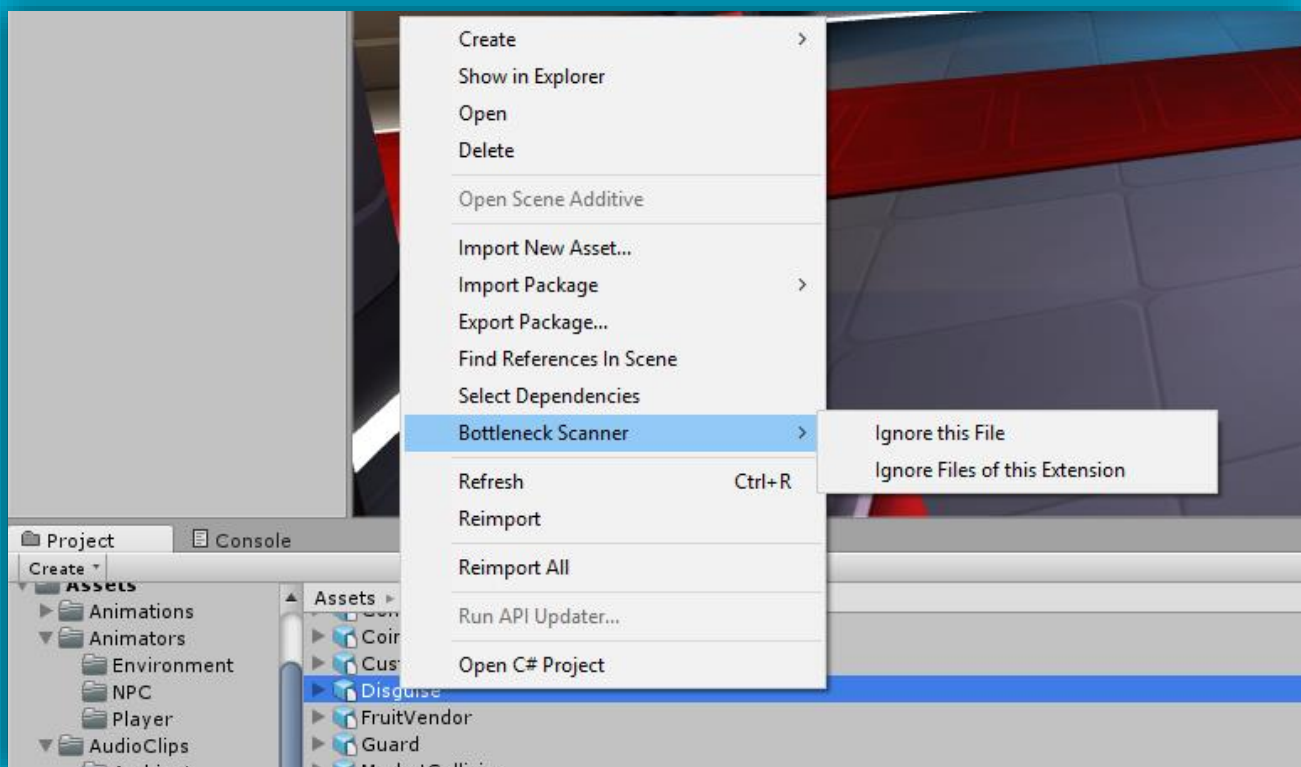 Create
Show in Explorer
Open
Delete
Open Scene Additive
Import New Asset...
Import Package
Export Package...
Find References In Scene
Select Dependencies
Bottleneck Scanner
Ignore this File
Ignore Files of this Extension
Refresh Ctrl+R
Reimport
Reimport All
Run API Updater...
Open C# Project
Project Console
Create
Assets
Assets
Animations
Animators
Environment
NPC
Player
AudioClips
Disguise
FruitVendor
Guard